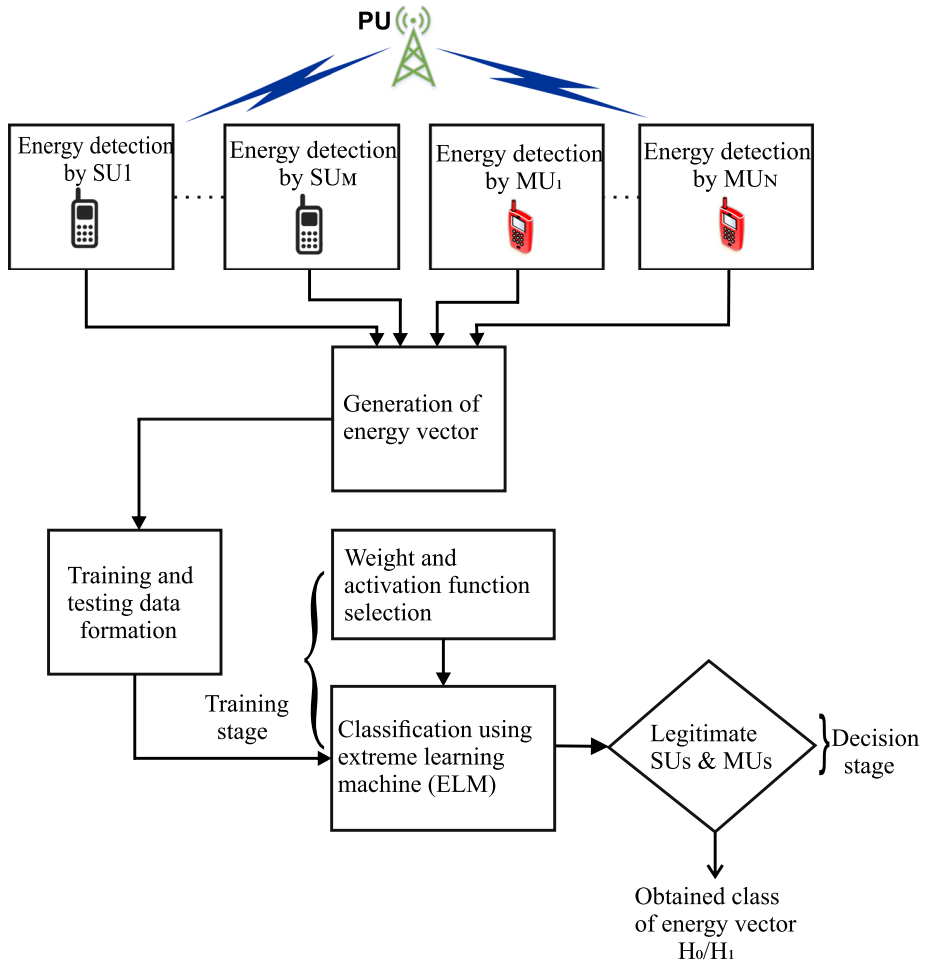 PU
Energy detection
by SU1
Energy detection
by SUM
Energy detection
by MU₁
Energy detection
by MUN
Generation of
energy vector
Training and
testing data
formation
Weight and
activation function
selection
Training
stage
Classification using
extreme learning
machine (ELM)
Legitimate
SUs & MUs
Decision
stage
Obtained class
of energy vector
H₀/H₁